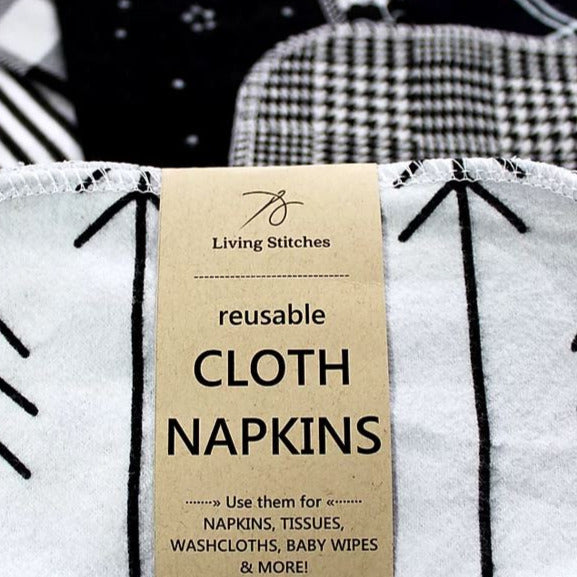 Living Stitches
reusable
CLOTH
NAPKINS
·······» Use them for «·······
NAPKINS, TISSUES,
WASHCLOTHS, BABY WIPES
& MORE!